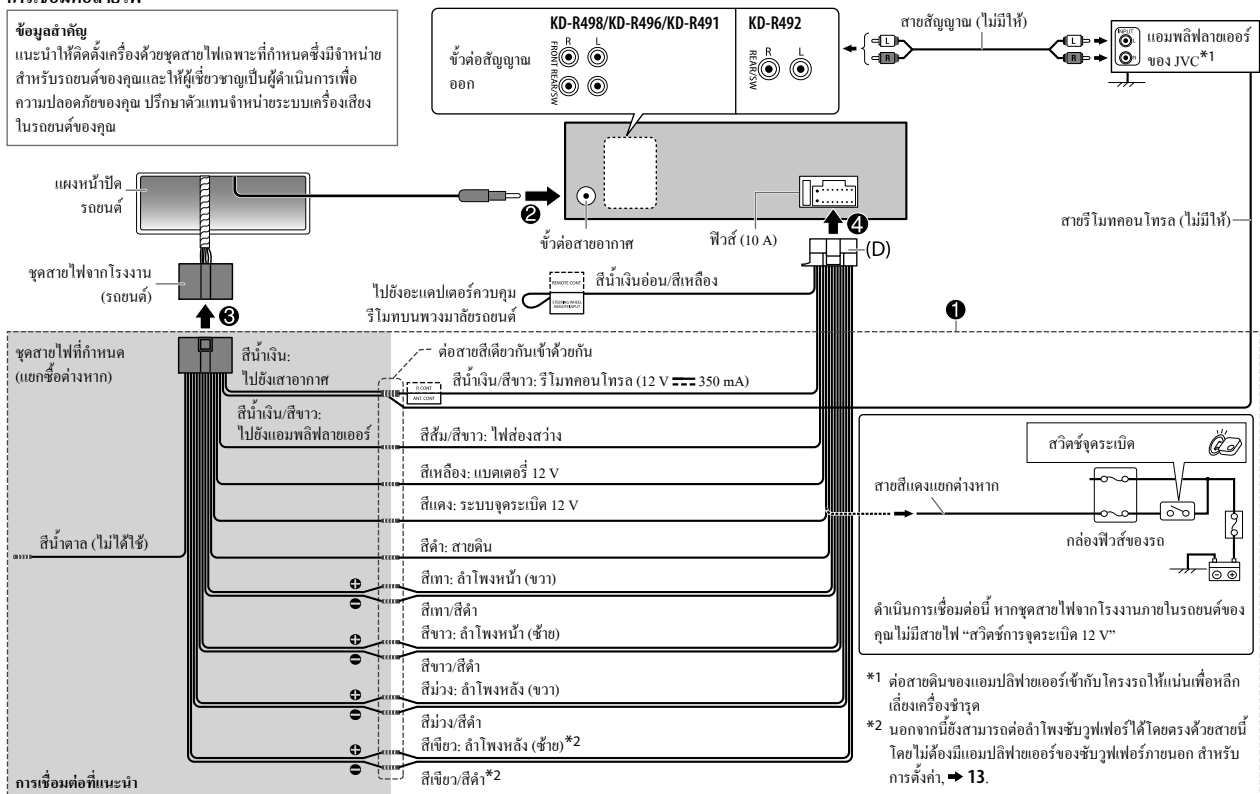 ข้อมูลสำคัญ
แนะนำให้ติดตั้งเครื่องด้วยชุดสายไฟเฉพาะที่กำหนดซึ่งมีจำหน่าย
สำหรับรถยนต์ของคุณและให้ผู้เชี่ยวชาญเป็นผู้ดำเนินการเพื่อ
ความปลอดภัยของคุณ ปรึกษาตัวแทนจำหน่ายระบบเครื่องเสียง
ในรถยนต์ของคุณ
KD-R498/KD-R496/KD-R491
KD-R492
ขั้วต่อสัญญาณ
ออก
R L
FRONT REAR/SW
R L
REAR/SW
สายสัญญาณ (ไม่มีให้)
L
R
L
R
INPUT
L
R
แอมพลิฟลายเออร์
ของ JVC*1
แผงหน้าปัด
รถยนต์
2
ขั้วต่อสายอากาศ
ฟิวส์ (10 A)
4
(D)
สายรีโมทคอนโทรล (ไม่มีให้)
ชุดสายไฟจากโรงงาน
(รถยนต์)
3
ไปยังอะแดปเตอร์ควบคุม
รีโมทบนพวงมาลัยรถยนต์
REMOTE CONT
STEERING WHEEL
REMOTE INPUT
สีน้ำเงินอ่อน/สีเหลือง
1
ชุดสายไฟที่กำหนด
(แยกซื้อต่างหาก)
สีน้ำเงิน:
ไปยังเสาอากาศ
สีน้ำเงิน/สีขาว:
ไปยังแอมพลิฟลายเออร์
ต่อสายสีเดียวกันเข้าด้วยกัน
P. CONT
ANT. CONT
สีน้ำเงิน/สีขาว: รีโมทคอนโทรล (12 V 350 mA)
สีส้ม/สีขาว: ไฟส่องสว่าง
สีเหลือง: แบตเตอรี่ 12 V
สีแดง: ระบบจุดระเบิด 12 V
สีน้ำตาล (ไม่ได้ใช้)
สีดำ: สายดิน
สีเทา: ลำโพงหน้า (ขวา)
สีเทา/สีดำ
สีขาว: ลำโพงหน้า (ซ้าย)
สีขาว/สีดำ
สีม่วง: ลำโพงหลัง (ขวา)
สีม่วง/สีดำ
สีเขียว: ลำโพงหลัง (ซ้าย)*2
สีเขียว/สีดำ*2
การเชื่อมต่อที่แนะนำ
สวิตช์จุดระเบิด
สายสีแดงแยกต่างหาก
กล่องฟิวส์ของรถ
ดำเนินการเชื่อมต่อนี้ หากชุดสายไฟจากโรงงานภายในรถยนต์ของ
คุณไม่มีสายไฟ “สวิตช์การจุดระเบิด 12 V”
*1 ต่อสายดินของแอมปลิฟายเออร์เข้ากับโครงรถให้แน่นเพื่อหลีก
เลี่ยงเครื่องชำรุด
*2 นอกจากนี้ยังสามารถต่อลำโพงซับวูฟเฟอร์ได้โดยตรงด้วยสายนี้
โดยไม่ต้องมีแอมปลิฟายเออร์ของซับวูฟเฟอร์ภายนอก สำหรับ
การตั้งค่า, ➜ 13.